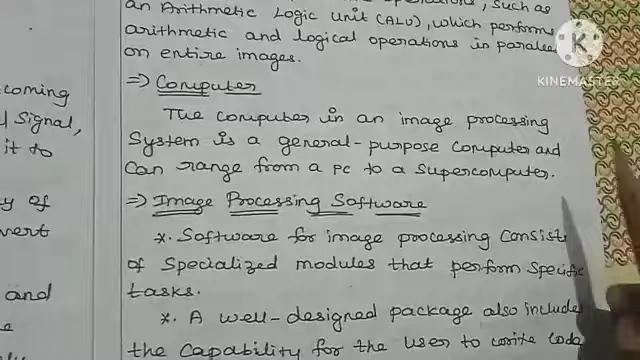 an Arithmetic Logic Unit (ALU), which perform
arithmetic and logical operations in parallel
on entire images.
⇒ Computer
The computer in an image processing
System is a general-purpose computer and
Can range from a PC to a Supercomputer.
⇒ Image Processing Software
*. Software for image processing Consists
of Specialized modules that perform Specific
tasks.
*. A well-designed package also includes
the Capability for the user to write Code,
coming
Signal,
it to
of
vert
and
KINEMASTER